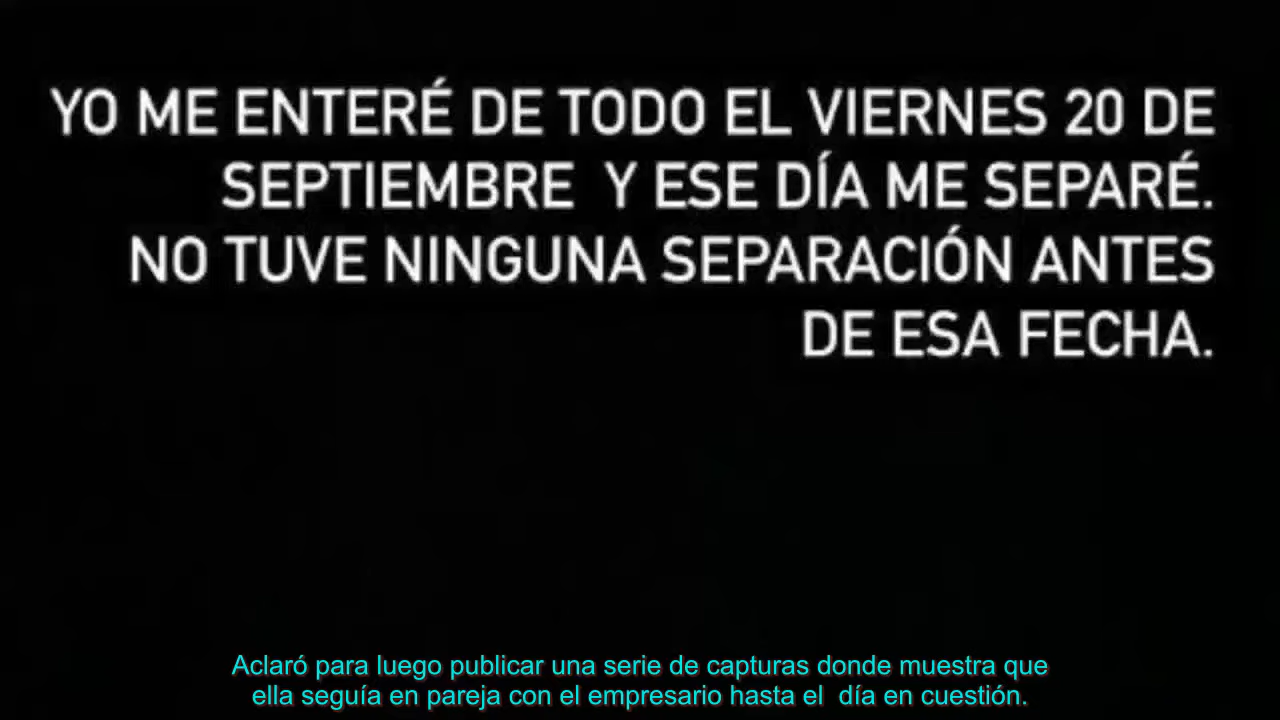 YO ME ENTERÉ DE TODO EL VIERNES 20 DE
SEPTIEMBRE  Y ESE DÍA ME SEPARÉ.
NO TUVE NINGUNA SEPARACIÓN ANTES
DE ESA FECHA.
Aclaró para luego publicar una serie de capturas donde muestra que
ella seguía en pareja con el empresario hasta el  día en cuestión.